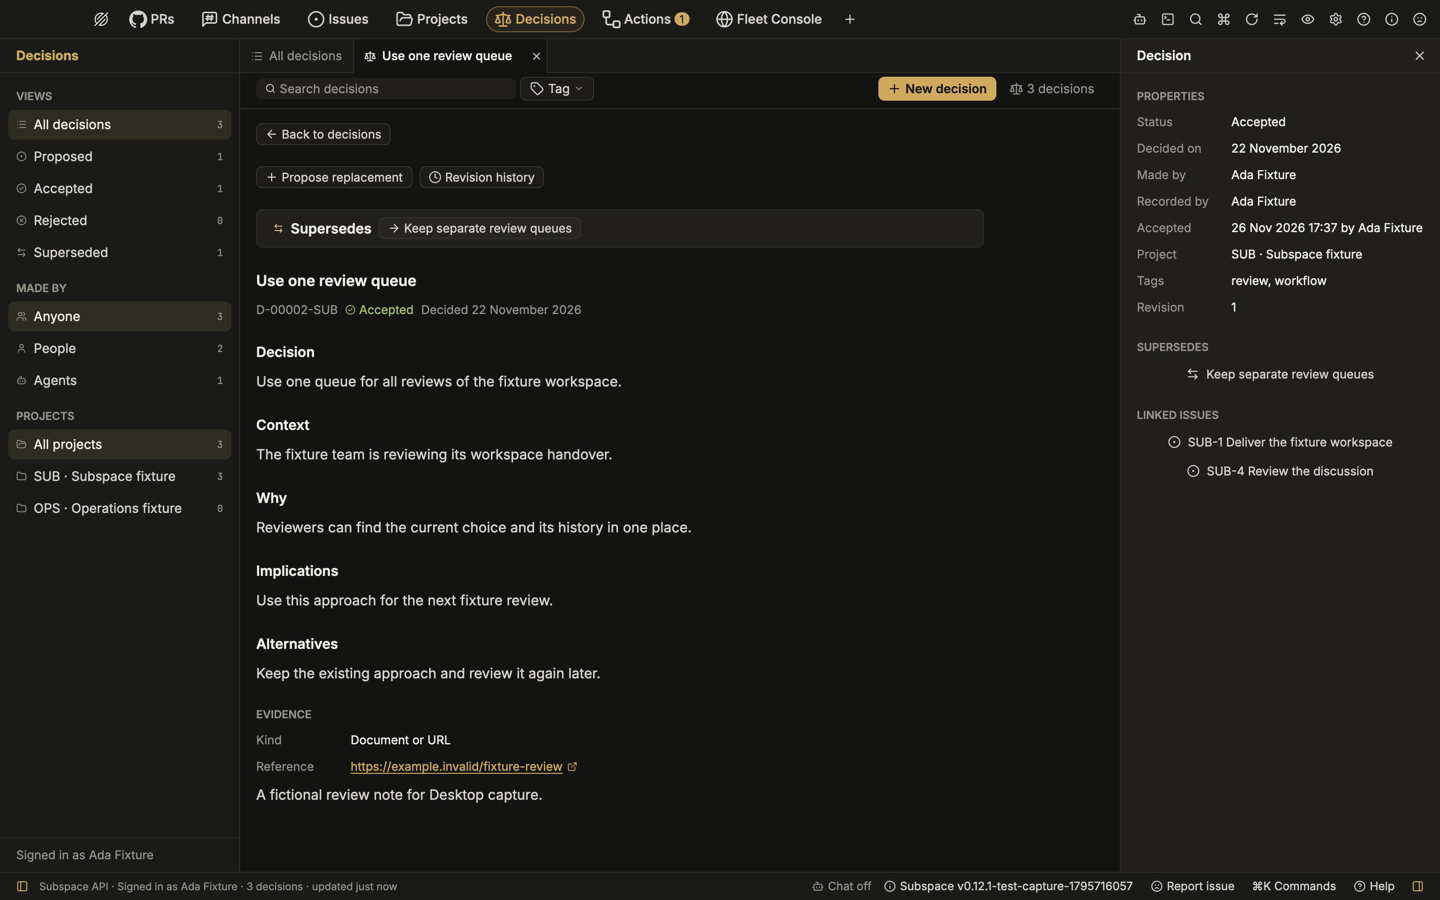 PRs
Channels
Issues
Projects
Decisions
Actions 1
Fleet Console
Decisions
VIEWS
All decisions 3
Proposed 1
Accepted 1
Rejected 0
Superseded 1
MADE BY
Anyone 3
People 2
Agents 1
PROJECTS
All projects 3
SUB · Subspace fixture 3
OPS · Operations fixture 0
Signed in as Ada Fixture
All decisions
Use one review queue
Search decisions
Tag
New decision
3 decisions
Back to decisions
Propose replacement
Revision history
Supersedes
Keep separate review queues
Use one review queue
D-00002-SUB Accepted Decided 22 November 2026
Decision
Use one queue for all reviews of the fixture workspace.
Context
The fixture team is reviewing its workspace handover.
Why
Reviewers can find the current choice and its history in one place.
Implications
Use this approach for the next fixture review.
Alternatives
Keep the existing approach and review it again later.
EVIDENCE
Kind Document or URL
Reference https://example.invalid/fixture-review
A fictional review note for Desktop capture.
Decision
PROPERTIES
Status Accepted
Decided on 22 November 2026
Made by Ada Fixture
Recorded by Ada Fixture
Accepted 26 Nov 2026 17:37 by Ada Fixture
Project SUB · Subspace fixture
Tags review, workflow
Revision 1
SUPERSEDES
Keep separate review queues
LINKED ISSUES
SUB-1 Deliver the fixture workspace
SUB-4 Review the discussion
Subspace API · Signed in as Ada Fixture · 3 decisions · updated just now
Chat off
Subspace v0.12.1-test-capture-1795716057
Report issue
⌘K Commands
Help